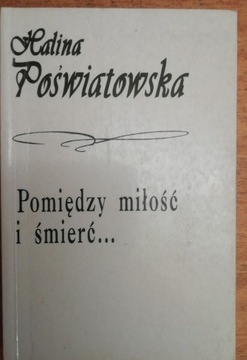 Halina
Poświatowska
Pomiędzy miłość
i śmierć...